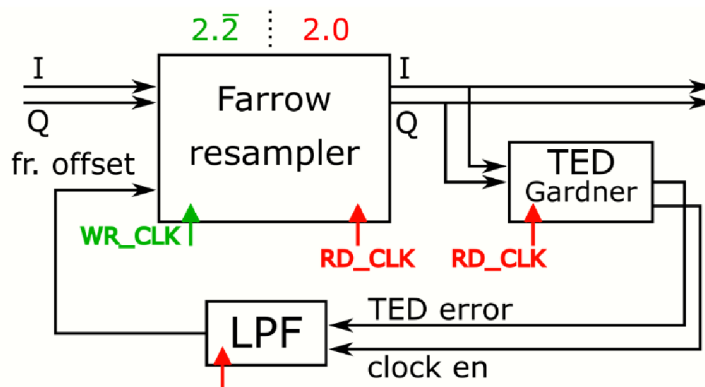 2.2̅ 2.0
I
Q
Farrow
resampler
I
Q
fr. offset
TED
Gardner
WR_CLK
RD_CLK
RD_CLK
LPF
TED error
clock en